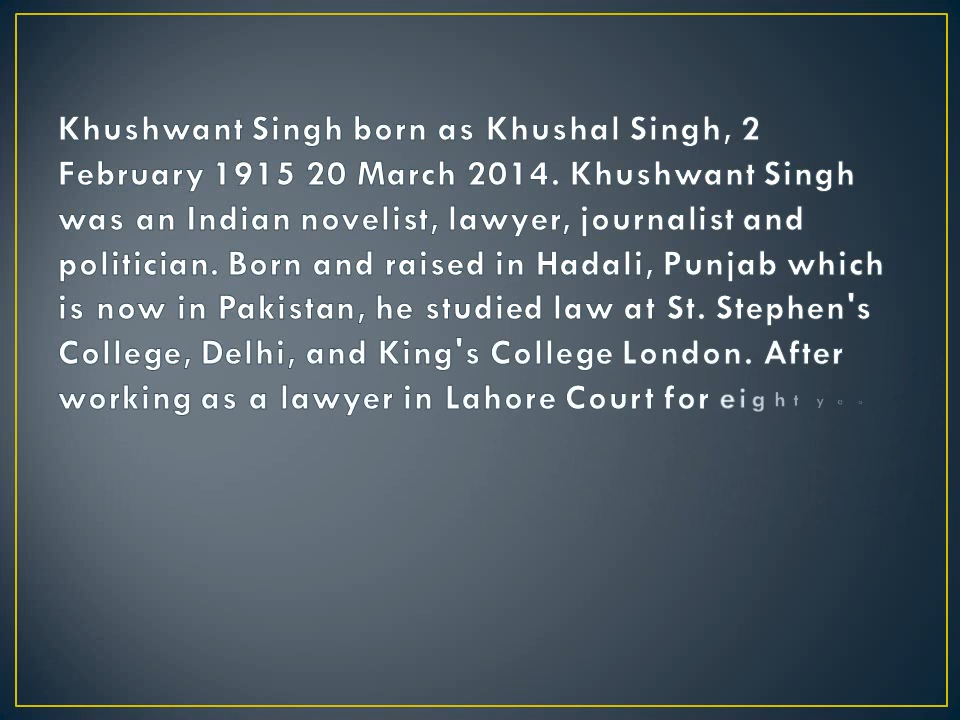 Khushwant Singh born as Khushal Singh, 2
February 1915 20 March 2014. Khushwant Singh
was an Indian novelist, lawyer, journalist and
politician. Born and raised in Hadali, Punjab which
is now in Pakistan, he studied law at St. Stephen's
College, Delhi, and King's College London. After
working as a lawyer in Lahore Court for eight